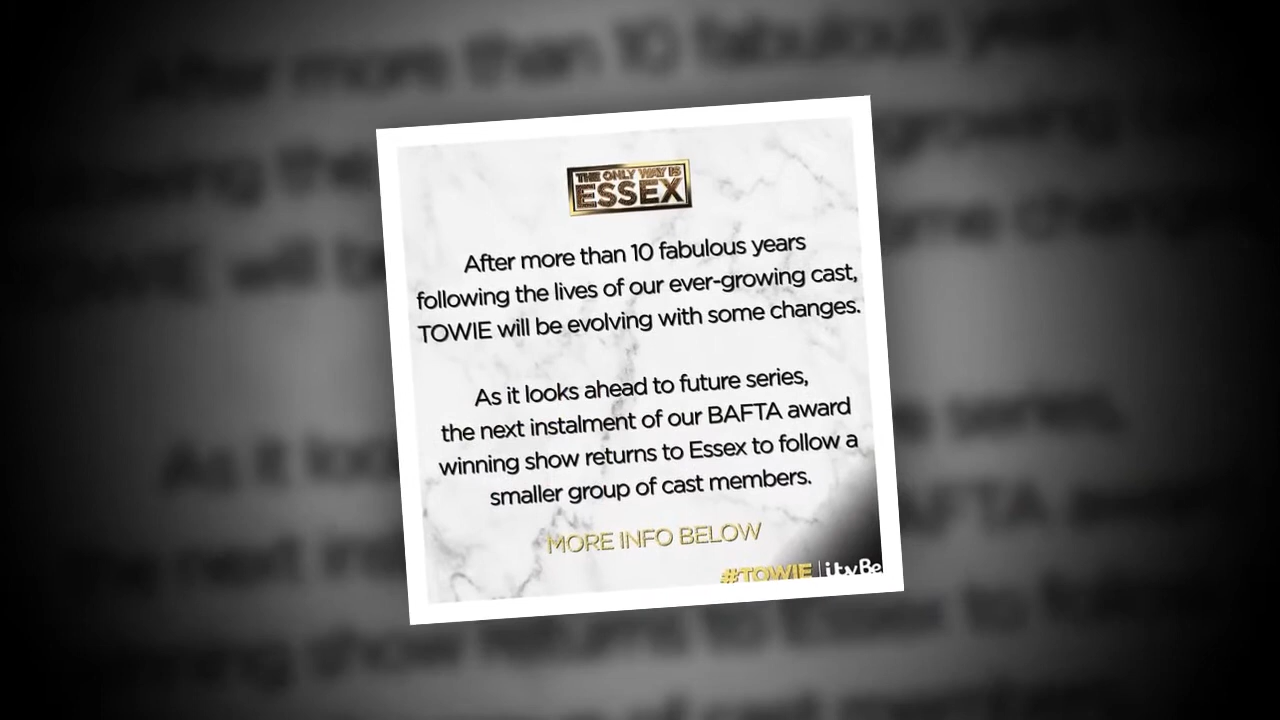 THE ONLY WAY IS
ESSEX
After more than 10 fabulous years
following the lives of our ever-growing cast,
TOWIE will be evolving with some changes.
As it looks ahead to future series,
the next instalment of our BAFTA award
winning show returns to Essex to follow a
smaller group of cast members.
MORE INFO BELOW
#TOWIE | itvBe